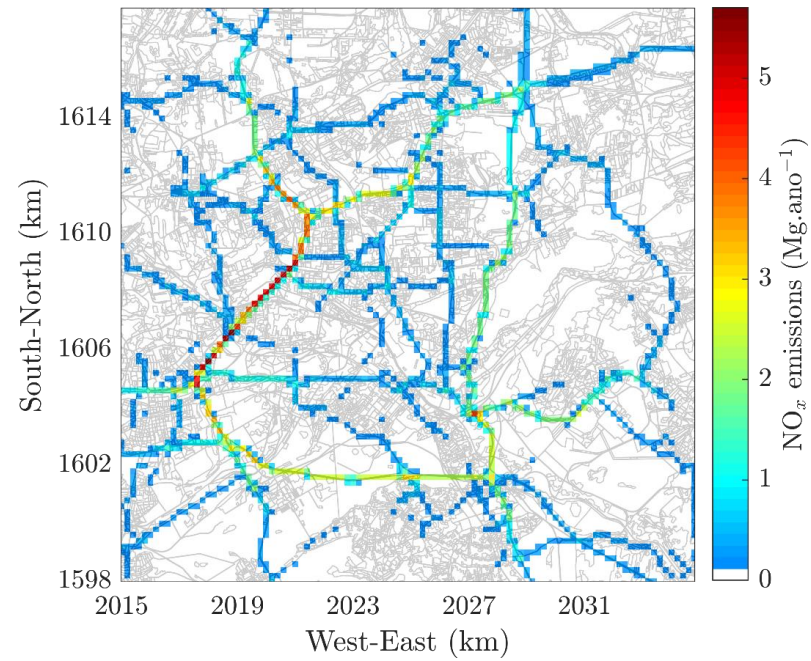 1614
1610
1606
1602
1598
South-North (km)
2015 2019 2023 2027 2031
West-East (km)
5
4
3
2
1
0
NOₓ emissions (Mg.ano⁻¹)